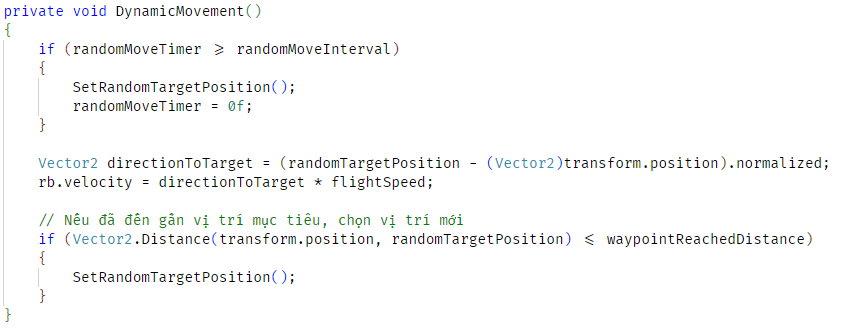 private void DynamicMovement()
{
    if (randomMoveTimer >= randomMoveInterval)
    {
        SetRandomTargetPosition();
        randomMoveTimer = 0f;
    }

    Vector2 directionToTarget = (randomTargetPosition - (Vector2)transform.position).normalized;
    rb.velocity = directionToTarget * flightSpeed;

    // Nếu đã đến gần vị trí mục tiêu, chọn vị trí mới
    if (Vector2.Distance(transform.position, randomTargetPosition) <= waypointReachedDistance)
    {
        SetRandomTargetPosition();
    }
}